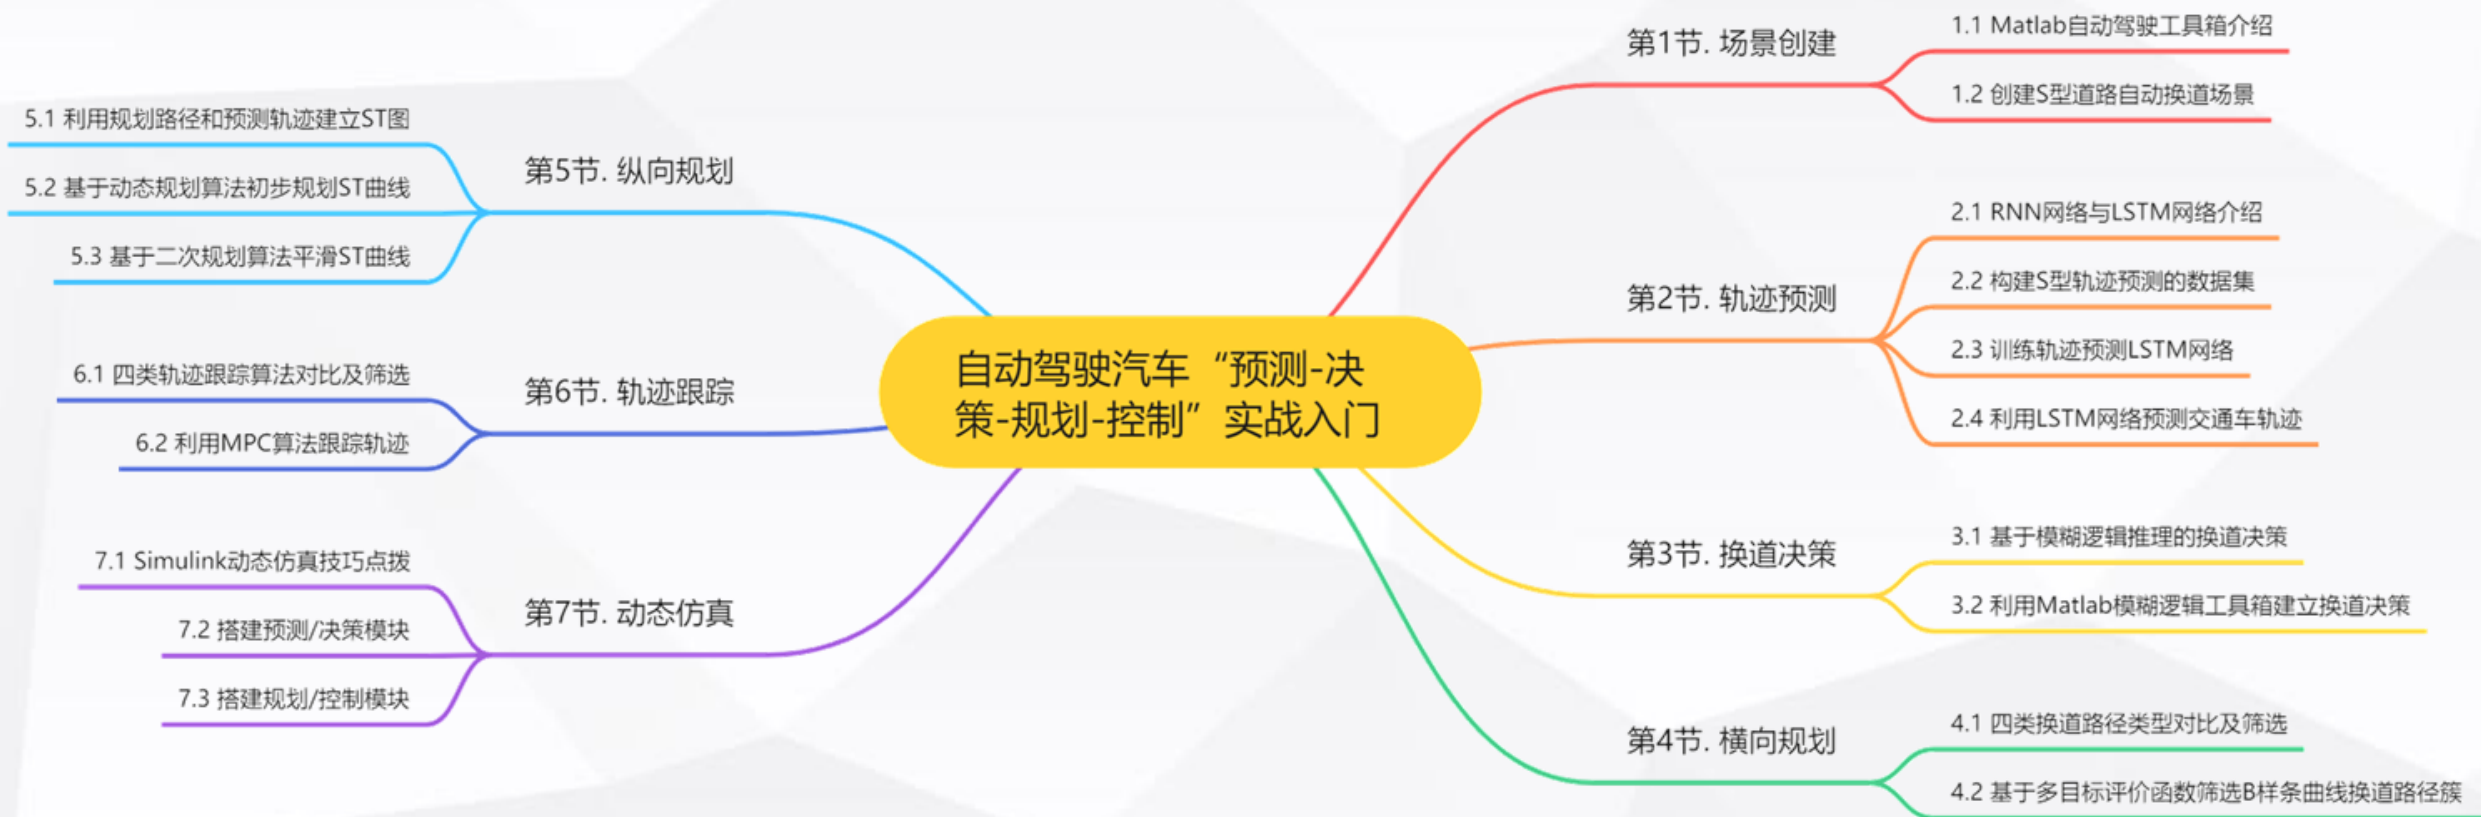 自动驾驶汽车“预测-决
策-规划-控制”实战入门
第1节. 场景创建
1.1 Matlab自动驾驶工具箱介绍
1.2 创建S型道路自动换道场景
第2节. 轨迹预测
2.1 RNN网络与LSTM网络介绍
2.2 构建S型轨迹预测的数据集
2.3 训练轨迹预测LSTM网络
2.4 利用LSTM网络预测交通车轨迹
第3节. 换道决策
3.1 基于模糊逻辑推理的换道决策
3.2 利用Matlab模糊逻辑工具箱建立换道决策
第4节. 横向规划
4.1 四类换道路径类型对比及筛选
4.2 基于多目标评价函数筛选B样条曲线换道路径簇
第5节. 纵向规划
5.1 利用规划路径和预测轨迹建立ST图
5.2 基于动态规划算法初步规划ST曲线
5.3 基于二次规划算法平滑ST曲线
第6节. 轨迹跟踪
6.1 四类轨迹跟踪算法对比及筛选
6.2 利用MPC算法跟踪轨迹
第7节. 动态仿真
7.1 Simulink动态仿真技巧点拨
7.2 搭建预测/决策模块
7.3 搭建规划/控制模块